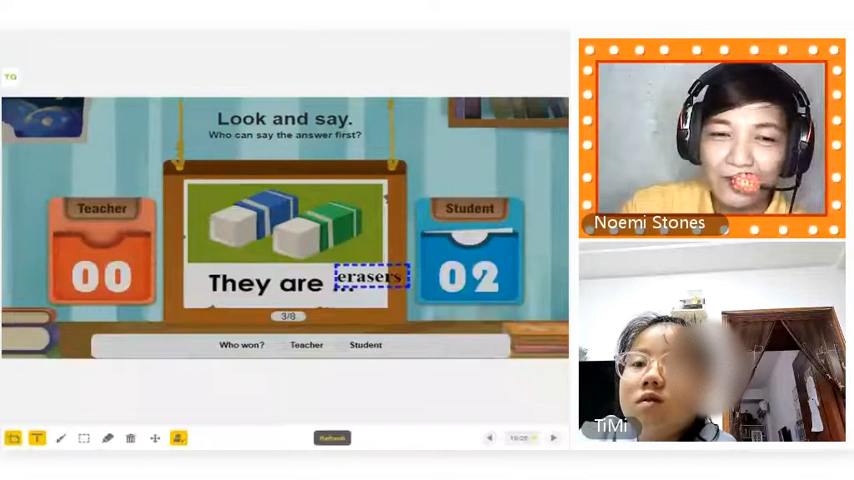 TG
Look and say.
Who can say the answer first?
Teacher
Student
00
02
They are ...
erasers
3/8
Who won? Teacher Student
Refresh
Noemi Stones
TiMi